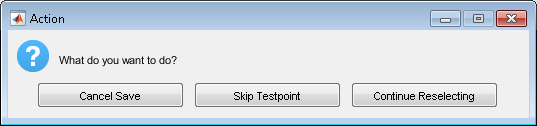 Action
What do you want to do?
Cancel Save Skip Testpoint Continue Reselecting